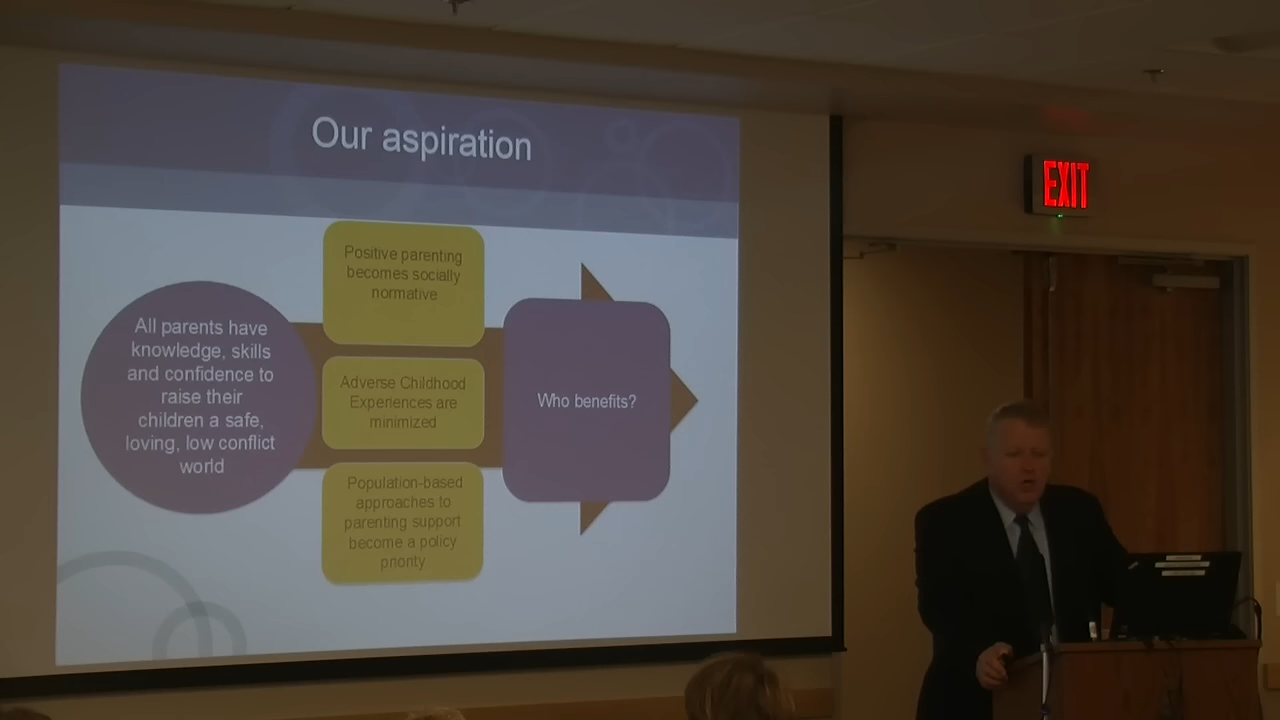 Our aspiration
All parents have
knowledge, skills
and confidence to
raise their
children a safe,
loving, low conflict
world
Positive parenting
becomes socially
normative
Adverse Childhood
Experiences are
minimized
Population-based
approaches to
parenting support
become a policy
priority
Who benefits?
EXIT